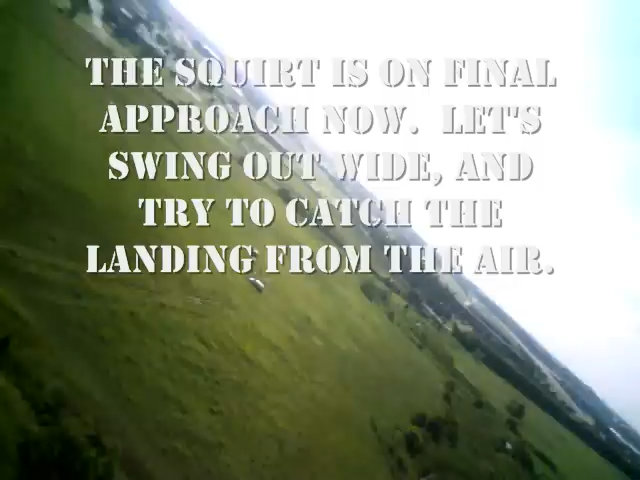 THE SQUIRT IS ON FINAL
APPROACH NOW.  LET'S
SWING OUT WIDE, AND
TRY TO CATCH THE
LANDING FROM THE AIR.